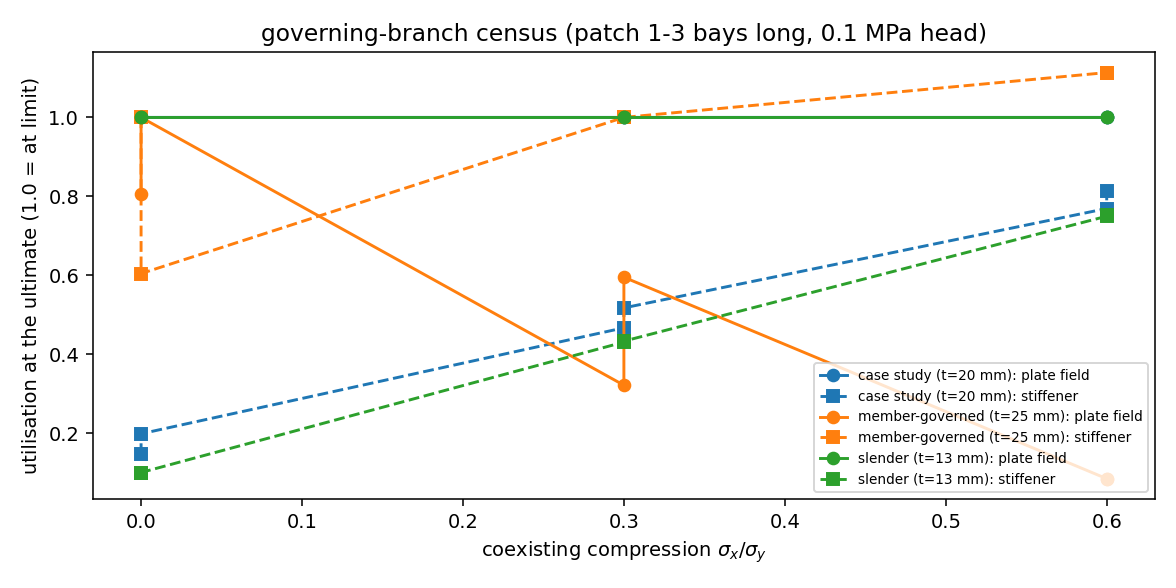 governing-branch census (patch 1-3 bays long, 0.1 MPa head)
utilisation at the ultimate (1.0 = at limit)
1.0
0.8
0.6
0.4
0.2
case study (t=20 mm): plate field
case study (t=20 mm): stiffener
member-governed (t=25 mm): plate field
member-governed (t=25 mm): stiffener
slender (t=13 mm): plate field
slender (t=13 mm): stiffener
0.0 0.1 0.2 0.3 0.4 0.5 0.6
coexisting compression σx/σy